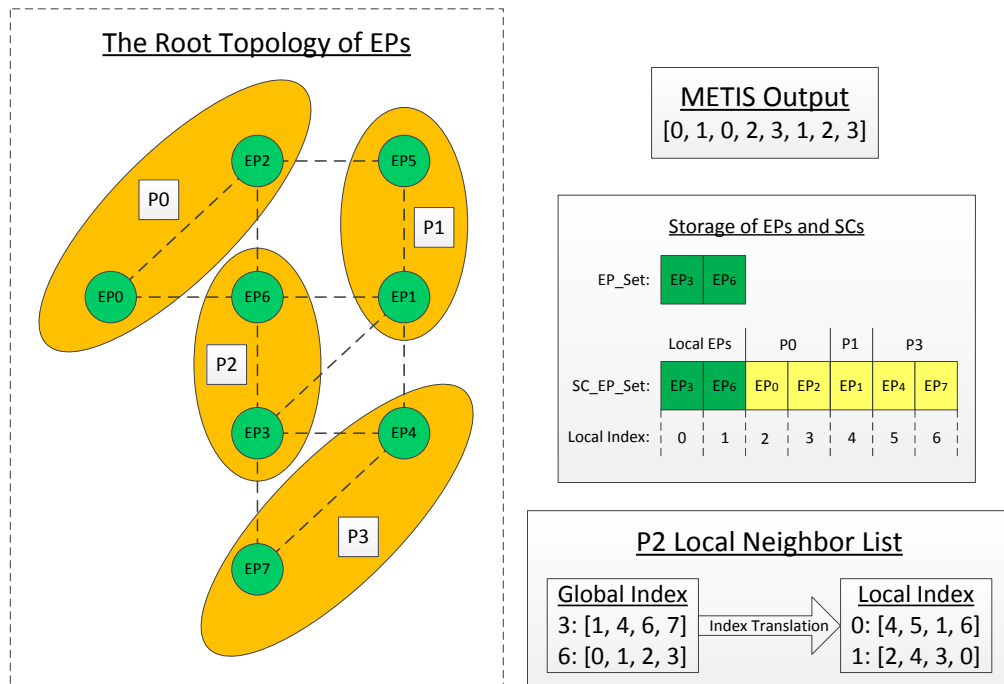 The Root Topology of EPs
EP2
EP5
P0
P1
EP0
EP6
EP1
P2
EP3
EP4
P3
EP7
METIS Output
[0, 1, 0, 2, 3, 1, 2, 3]
Storage of EPs and SCs
EP_Set: EP3 EP6
Local EPs P0 P1 P3
SC_EP_Set: EP3 EP6 EP0 EP2 EP1 EP4 EP7
Local Index: 0 1 2 3 4 5 6
P2 Local Neighbor List
Global Index
3: [1, 4, 6, 7]
6: [0, 1, 2, 3]
Index Translation
Local Index
0: [4, 5, 1, 6]
1: [2, 4, 3, 0]